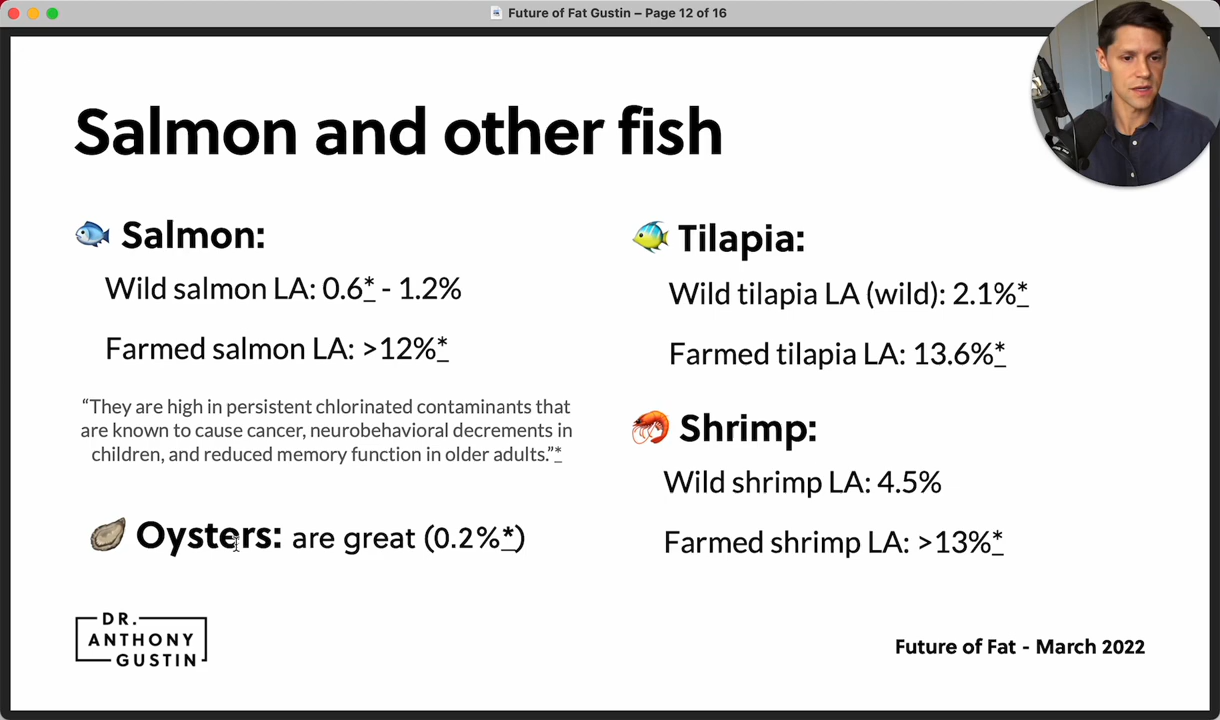 Future of Fat Gustin – Page 12 of 16
Salmon and other fish
Salmon:
Wild salmon LA: 0.6* - 1.2%
Farmed salmon LA: >12%*
“They are high in persistent chlorinated contaminants that
are known to cause cancer, neurobehavioral decrements in
children, and reduced memory function in older adults.”*
Oysters: are great (0.2%*)
Tilapia:
Wild tilapia LA (wild): 2.1%*
Farmed tilapia LA: 13.6%*
Shrimp:
Wild shrimp LA: 4.5%
Farmed shrimp LA: >13%*
DR.
ANTHONY
GUSTIN
Future of Fat - March 2022